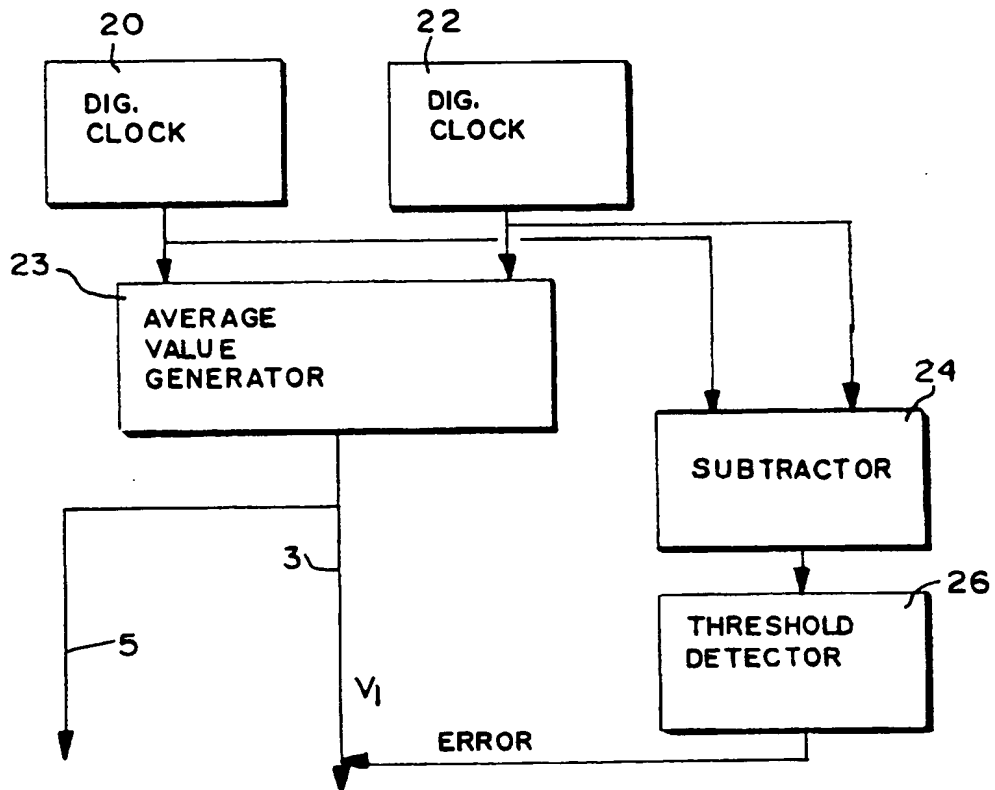 20
22
DIG.
CLOCK
DIG.
CLOCK
23
AVERAGE
VALUE
GENERATOR
24
SUBTRACTOR
3
26
THRESHOLD
DETECTOR
5
V1
ERROR